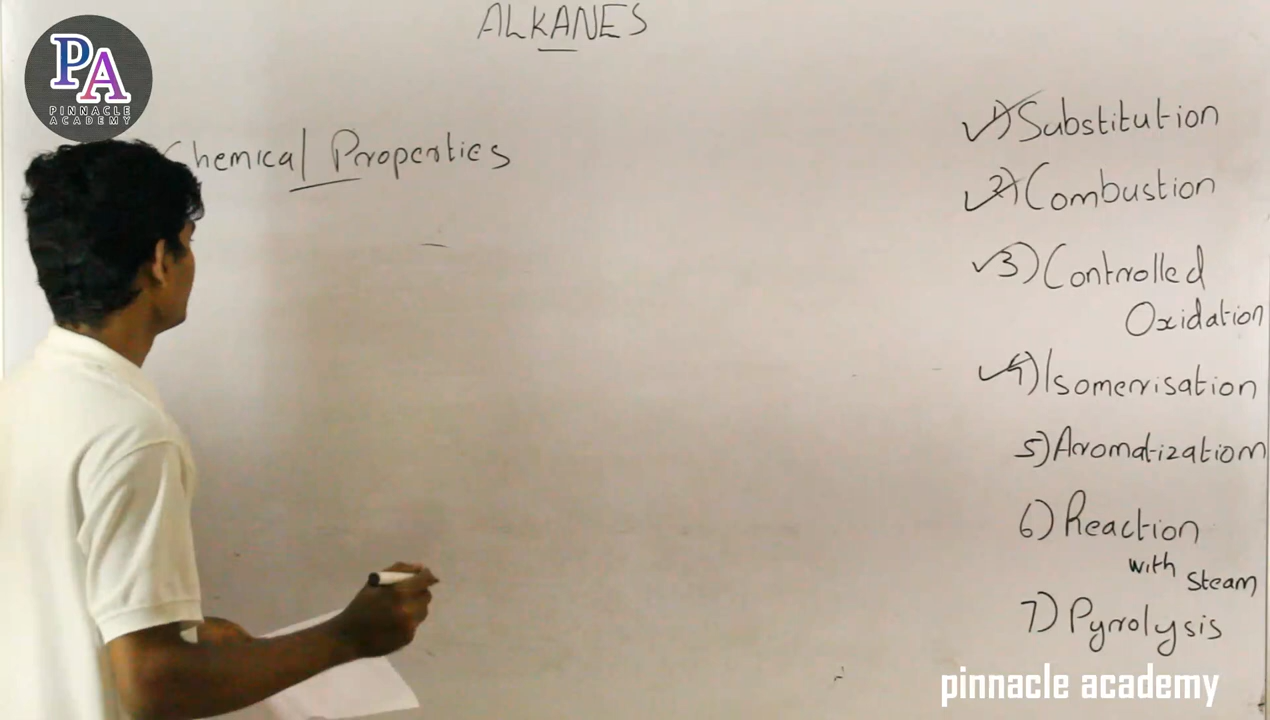 ALKANES
PA
PINNACLE
ACADEMY
Chemical Properties
1) Substitution
2) Combustion
3) Controlled
Oxidation
4) Isomerisation
5) Aromatization
6) Reaction
with Steam
7) Pyrolysis
pinnacle academy